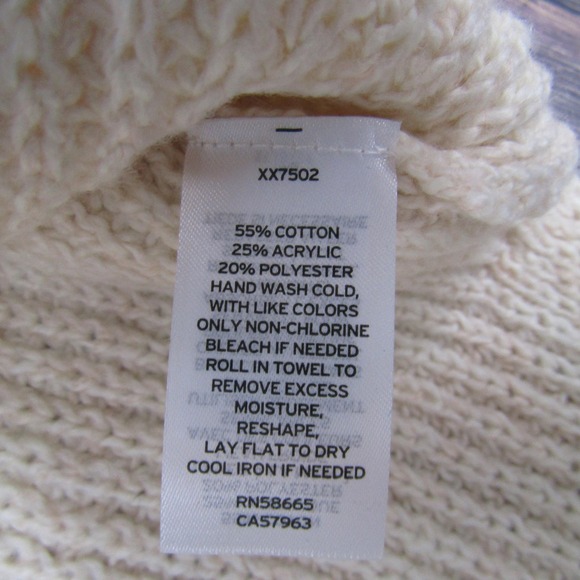 XX7502
55% COTTON
25% ACRYLIC
20% POLYESTER
HAND WASH COLD,
WITH LIKE COLORS
ONLY NON-CHLORINE
BLEACH IF NEEDED
ROLL IN TOWEL TO
REMOVE EXCESS
MOISTURE,
RESHAPE,
LAY FLAT TO DRY
COOL IRON IF NEEDED
RN58665
CA57963